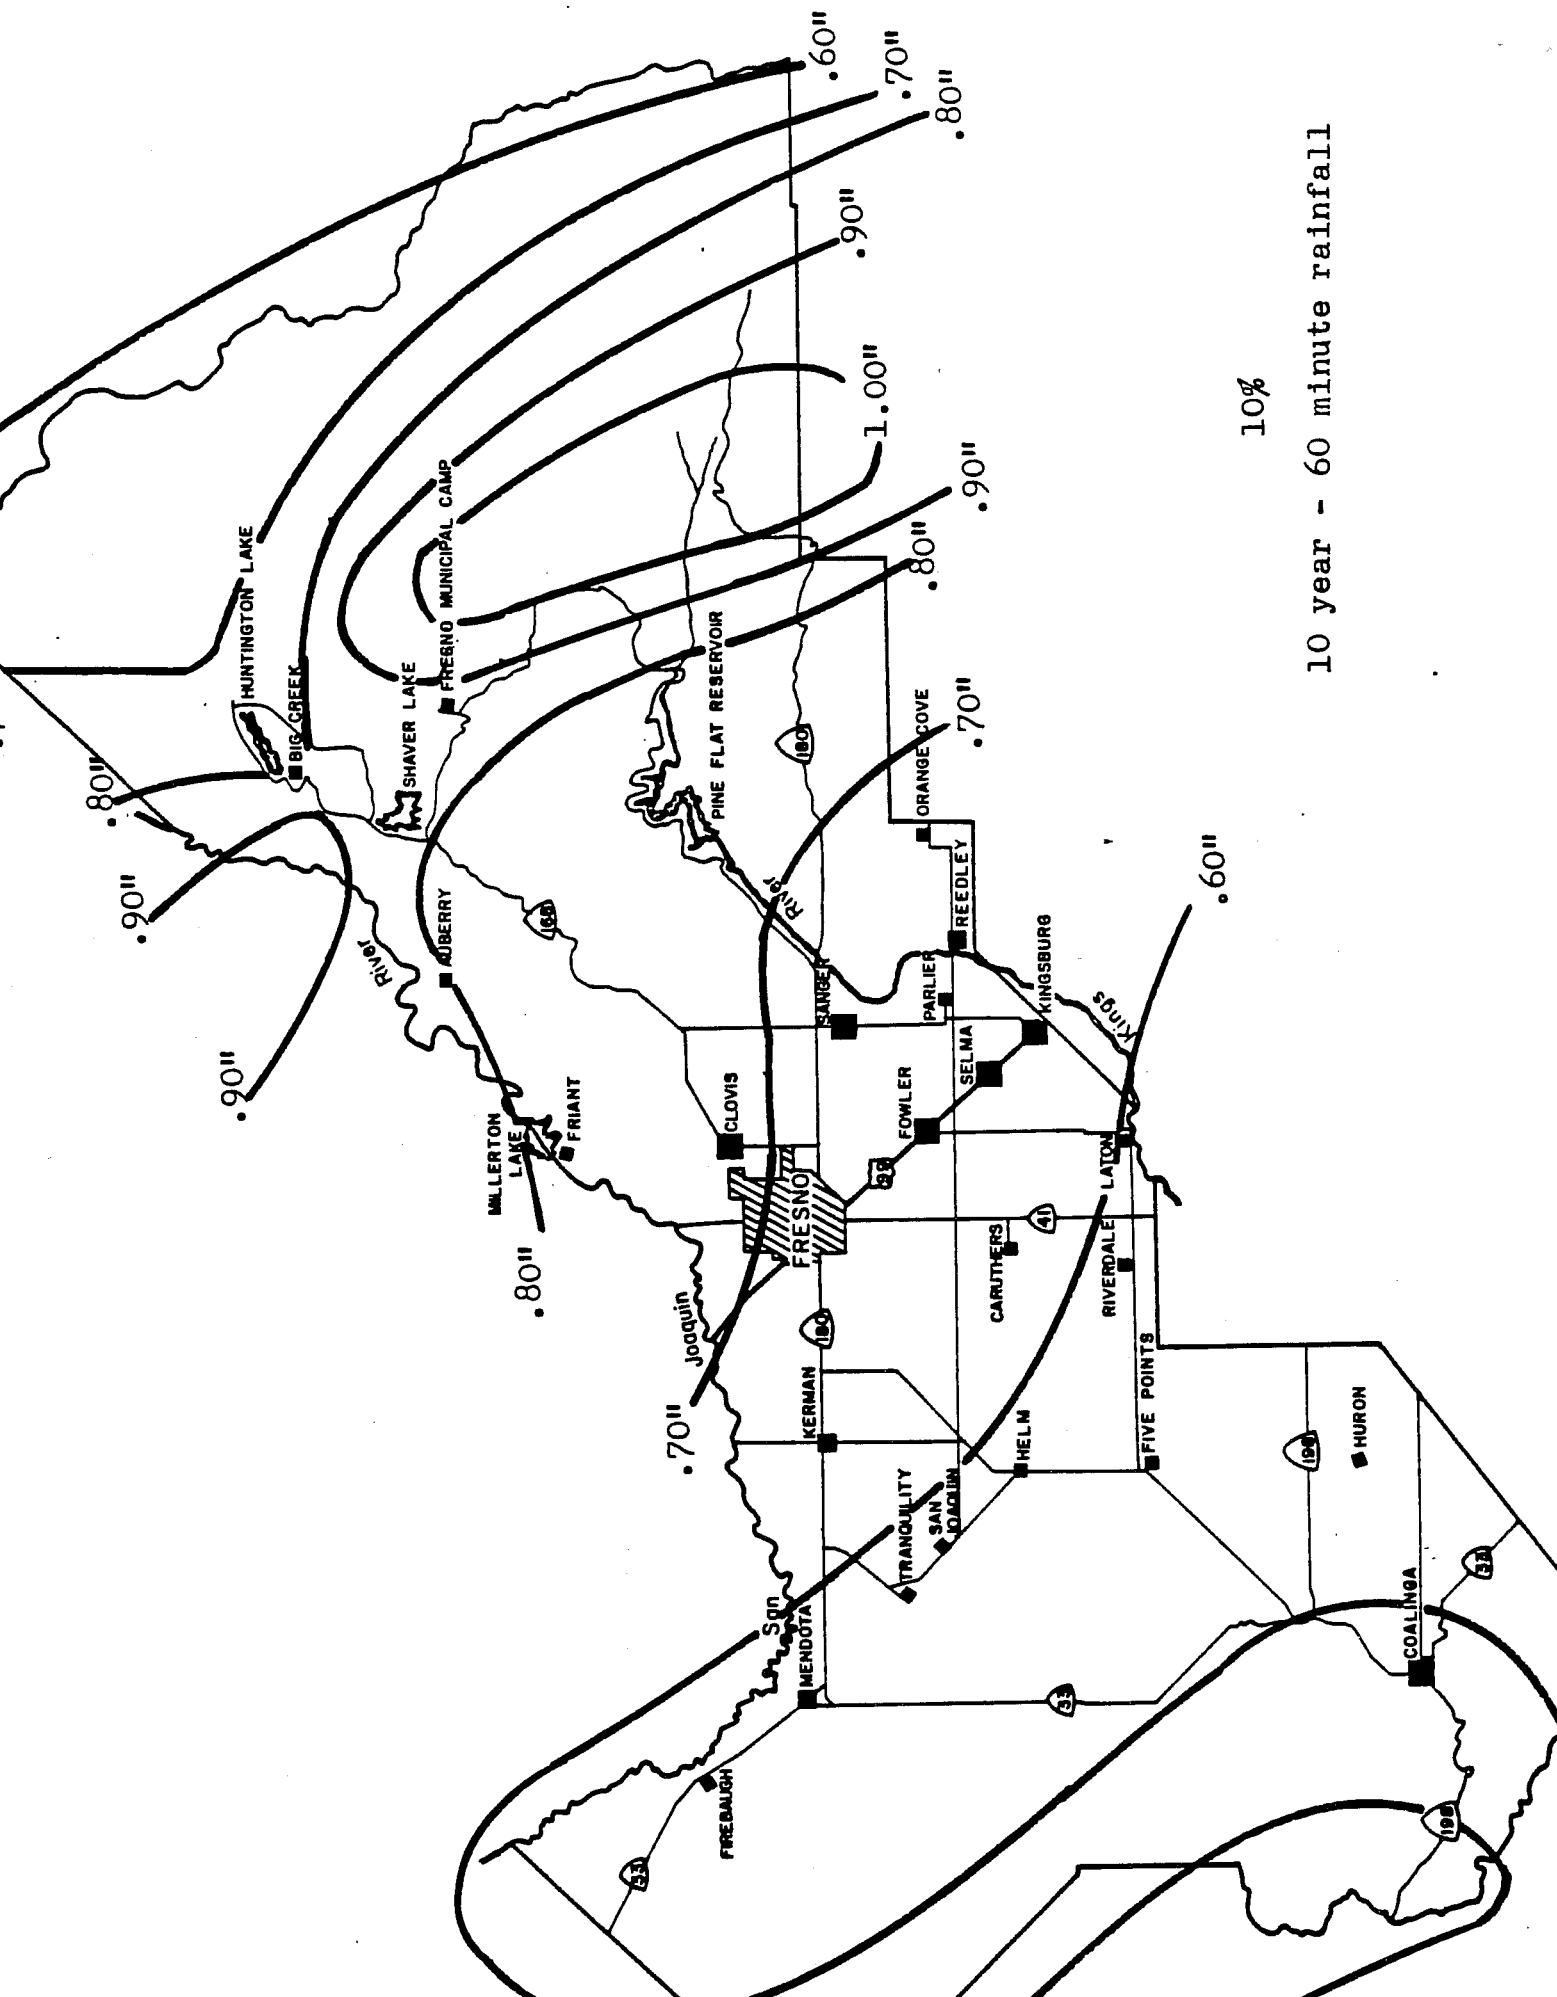 .60"
.70"
.80"
.90"
1.00"
.90"
.80"
.70"
.60"
.80"
.90"
.90"
.80"
.70"
HUNTINGTON LAKE
BIG CREEK
SHAVER LAKE
FRESNO MUNICIPAL CAMP
PINE FLAT RESERVOIR
180
ORANGE COVE
REEDLEY
River
AUBERRY
168
River
SANGER
PARLIER
KINGSBURG
Kings
SELMA
FOWLER
CLOVIS
MILLERTON
LAKE
FRIANT
FRESNO
99
LATON
41
CARUTHERS
RIVERDALE
Joaquin
180
KERMAN
HELM
FIVE POINTS
198
HURON
TRANQUILITY
SAN
JOAQUIN
San
MENDOTA
33
COALINGA
33
FIREBAUGH
33
198
10%
10 year - 60 minute rainfall